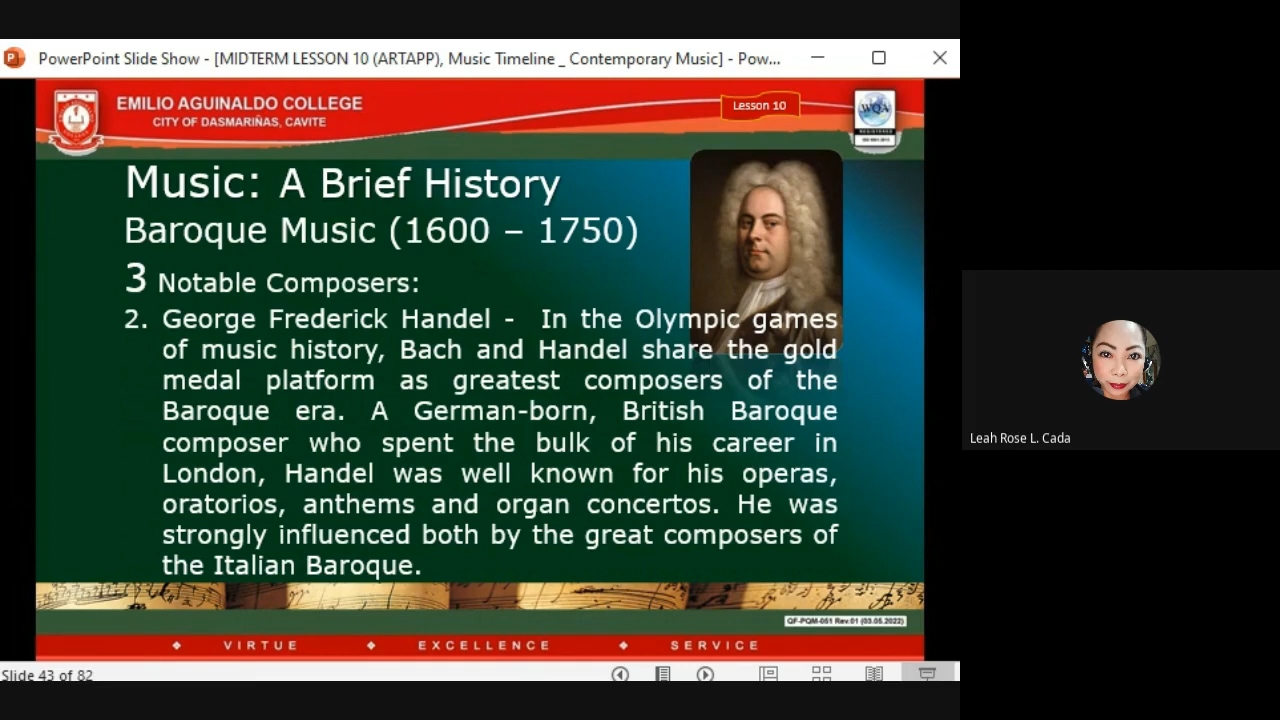 PowerPoint Slide Show - [MIDTERM LESSON 10 (ARTAPP), Music Timeline _ Contemporary Music] - Pow...
EMILIO AGUINALDO COLLEGE
CITY OF DASMARIÑAS, CAVITE
Lesson 10
WQA
Music: A Brief History
Baroque Music (1600 – 1750)
3 Notable Composers:
2. George Frederick Handel - In the Olympic games
of music history, Bach and Handel share the gold
medal platform as greatest composers of the
Baroque era. A German-born, British Baroque
composer who spent the bulk of his career in
London, Handel was well known for his operas,
oratorios, anthems and organ concertos. He was
strongly influenced both by the great composers of
the Italian Baroque.
QF-PQM-051 Rev.01 (03.05.2022)
VIRTUE EXCELLENCE SERVICE
Slide 43 of 82
Leah Rose L. Cada